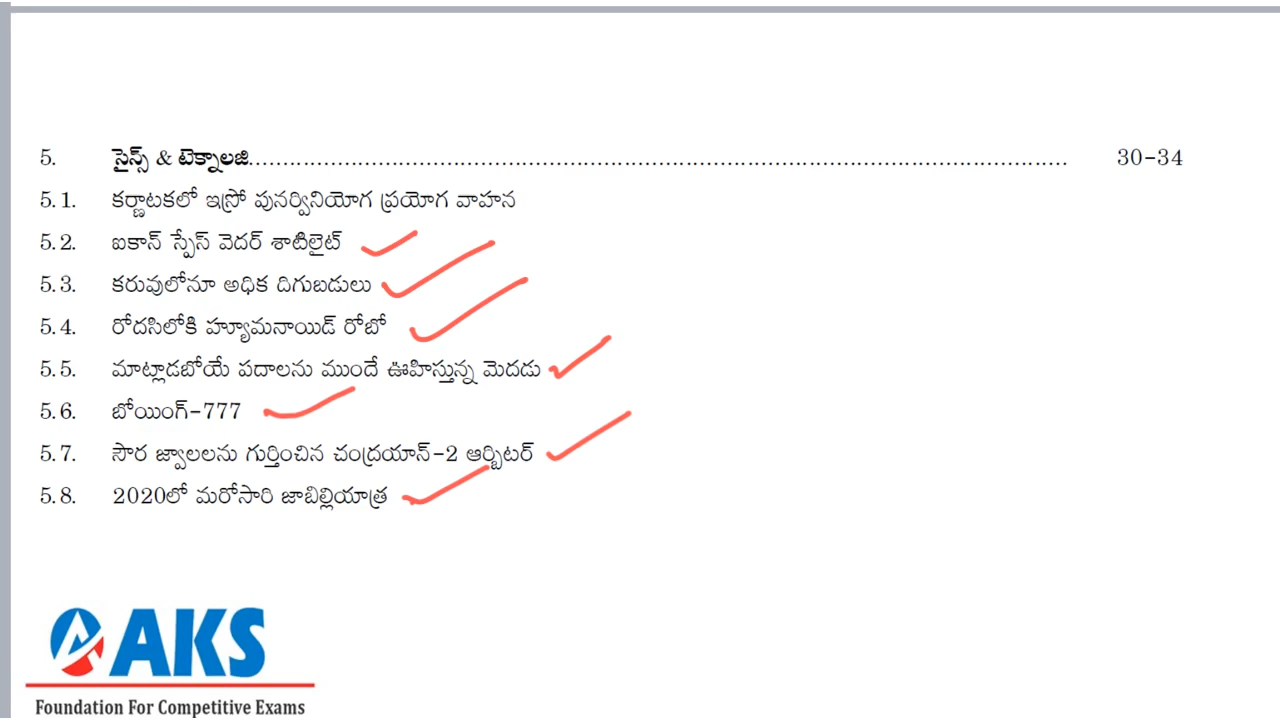 5. సైన్స్ & టెక్నాలజి........................................................................................................................ 30-34
5.1. కర్ణాటకలో ఇస్రో పునర్వినియోగ ప్రయోగ వాహన
5.2. ఐకాన్ స్పేస్ వెదర్ శాటిలైట్
5.3. కరువులోనూ అధిక దిగుబడులు
5.4. రోదసిలోకి హ్యూమనాయిడ్ రోబో
5.5. మాట్లాడబోయే పదాలను ముందే ఊహిస్తున్న మెదడు
5.6. బోయింగ్-777
5.7. సౌర జ్వాలలను గుర్తించిన చంద్రయాన్-2 ఆర్బిటర్
5.8. 2020లో మరోసారి జాబిల్లియాత్ర
AKS
Foundation For Competitive Exams